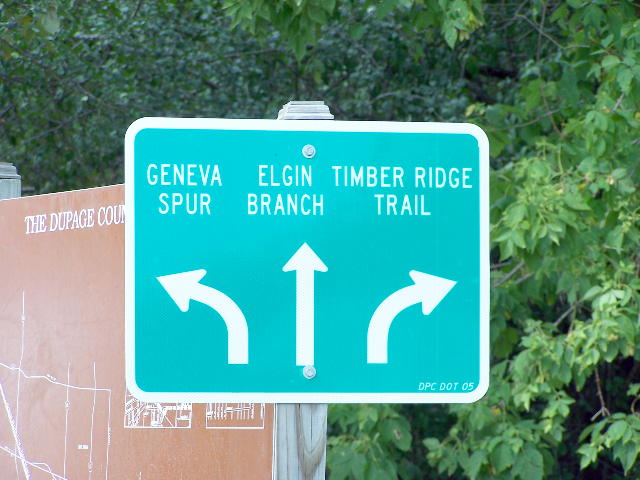 GENEVA SPUR
ELGIN BRANCH
TIMBER RIDGE TRAIL
DPC DOT 05
THE DUPAGE COUN